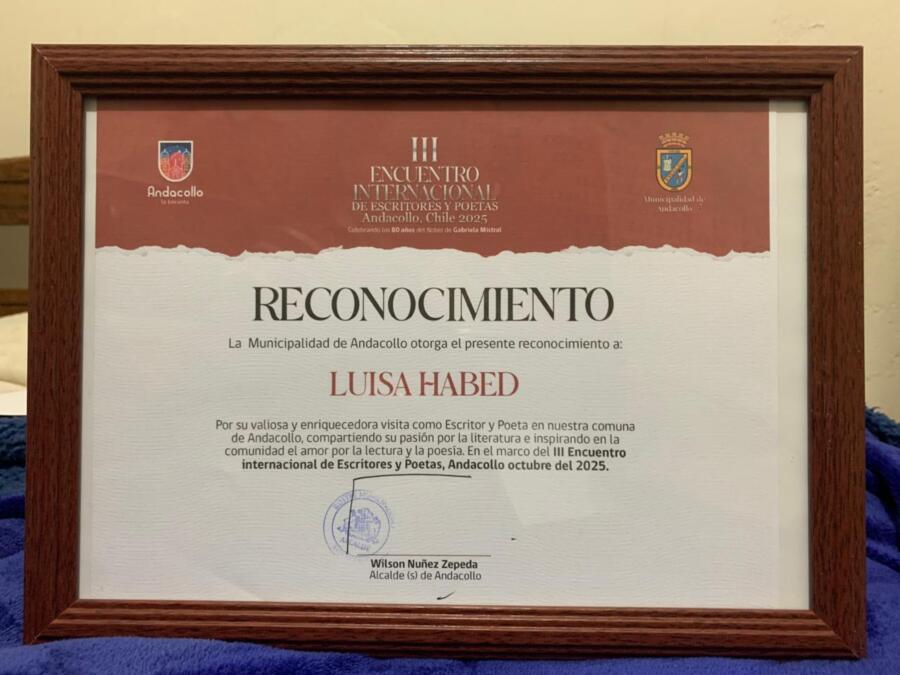 Andacollo
III
ENCUENTRO
INTERNACIONAL
DE ESCRITORES Y POETAS
Andacollo, Chile 2025
Celebrando los 80 años del Nobel de Gabriela Mistral
Municipalidad de
Andacollo
RECONOCIMIENTO
La Municipalidad de Andacollo otorga el presente reconocimiento a:
LUISA HABED
Por su valiosa y enriquecedora visita como Escritor y Poeta en nuestra comuna
de Andacollo, compartiendo su pasión por la literatura e inspirando en la
comunidad el amor por la lectura y la poesía. En el marco del III Encuentro
internacional de Escritores y Poetas, Andacollo octubre del 2025.
ALCALDE
Wilson Nuñez Zepeda
Alcalde (s) de Andacollo